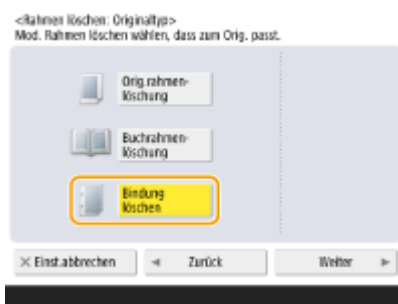 <Rahmen löschen: Originaltyp>
Mod. Rahmen löschen wählen, dass zum Orig. passt.
Orig.rahmen-
löschung
Buchrahmen-
löschung
Bindung
löschen
× Einst.abbrechen ◄ Zurück Weiter ►